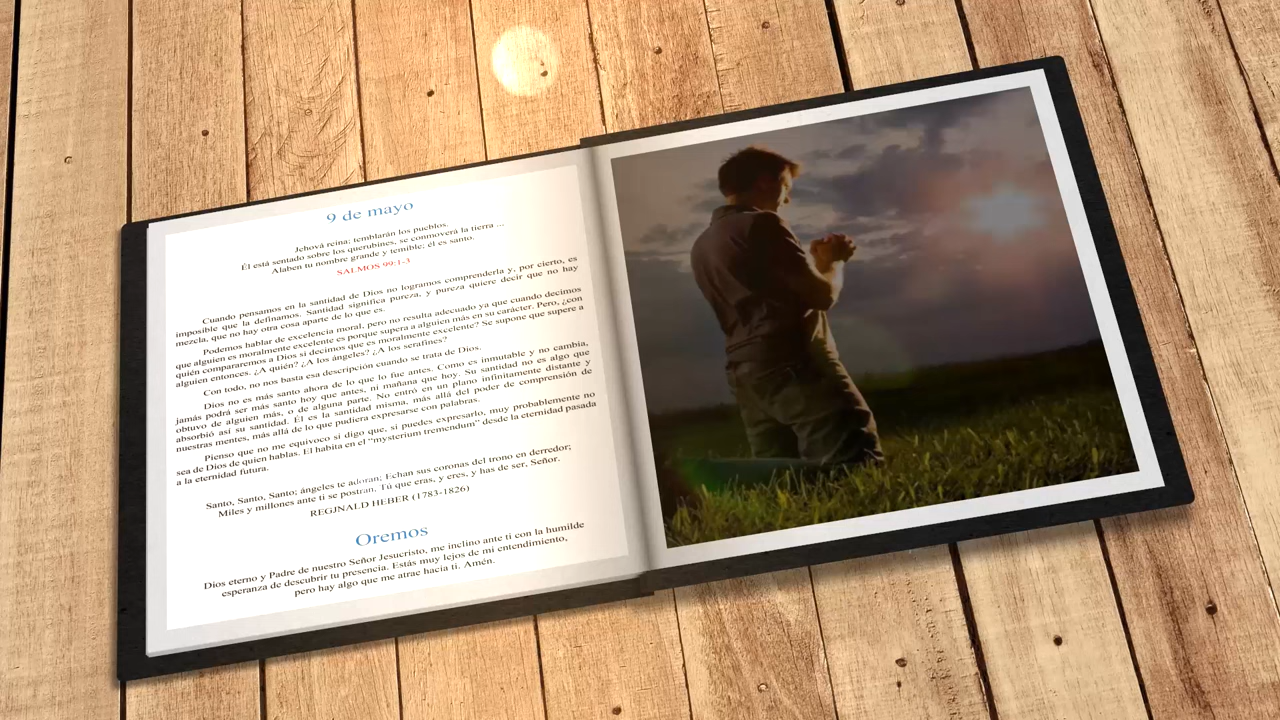 9 de mayo
Jehová reina; temblarán los pueblos.
Él está sentado sobre los querubines, se conmoverá la tierra ...
Alaben tu nombre grande y temible; él es santo.
SALMOS 99:1-3
Cuando pensamos en la santidad de Dios no logramos comprenderla y, por cierto, es
imposible que la definamos. Santidad significa pureza, y pureza quiere decir que no hay
mezcla, que no hay otra cosa aparte de lo que es.
Podemos hablar de excelencia moral, pero no resulta adecuado ya que cuando decimos
que alguien es moralmente excelente es porque supera a alguien más en su carácter. Pero, ¿con
quién compararemos a Dios si decimos que es moralmente excelente? Se supone que supere a
alguien entonces. ¿A quién? ¿A los ángeles? ¿A los serafines?
Con todo, no nos basta esa descripción cuando se trata de Dios.
Dios no es más santo ahora de lo que lo fue antes. Como es inmutable y no cambia,
jamás podrá ser más santo hoy que antes, ni mañana que hoy. Su santidad no es algo que
obtuvo de alguien más, o de alguna parte. No entró en un plano infinitamente distante y
absorbió así su santidad. Él es la santidad misma, más allá del poder de comprensión de
nuestras mentes, más allá de lo que pudiera expresarse con palabras.
Pienso que no me equivoco si digo que, si puedes expresarlo, muy probablemente no
sea de Dios de quien hablas. El habita en el “mysterium tremendum” desde la eternidad pasada
a la eternidad futura.
Santo, Santo, Santo; ángeles te adoran; Echan sus coronas del trono en derredor;
Miles y millones ante ti se postran, Tú que eras, y eres, y has de ser, Señor.
REGJNALD HEBER (1783-1826)
Oremos
Dios eterno y Padre de nuestro Señor Jesucristo, me inclino ante ti con la humilde
esperanza de descubrir tu presencia. Estás muy lejos de mi entendimiento,
pero hay algo que me atrae hacia ti. Amén.